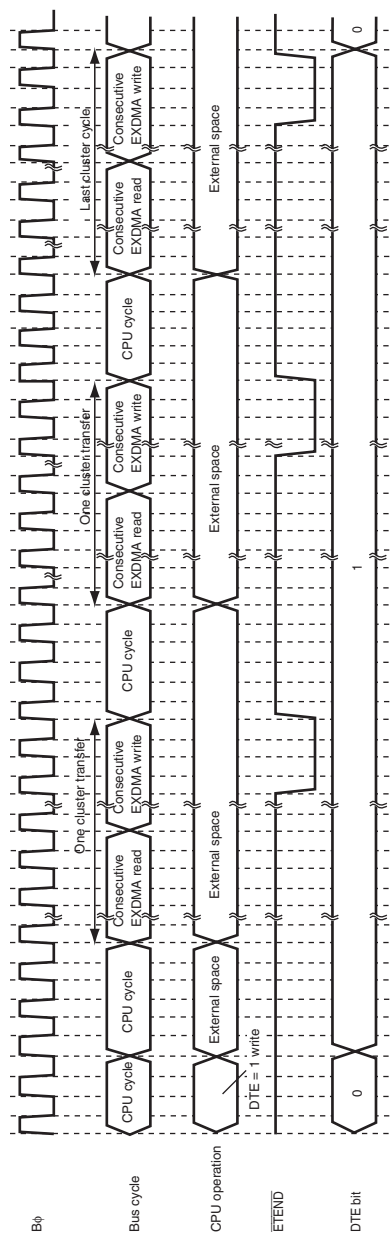 Bφ
Bus cycle
CPU operation
ETEND
DTE bit
One cluster transfer
One cluster transfer
Last cluster cycle
CPU cycle
CPU cycle
Consecutive
EXDMA read
Consecutive
EXDMA write
CPU cycle
Consecutive
EXDMA read
Consecutive
EXDMA write
CPU cycle
Consecutive
EXDMA read
Consecutive
EXDMA write
DTE = 1 write
External space
External space
External space
External space
0
1
0